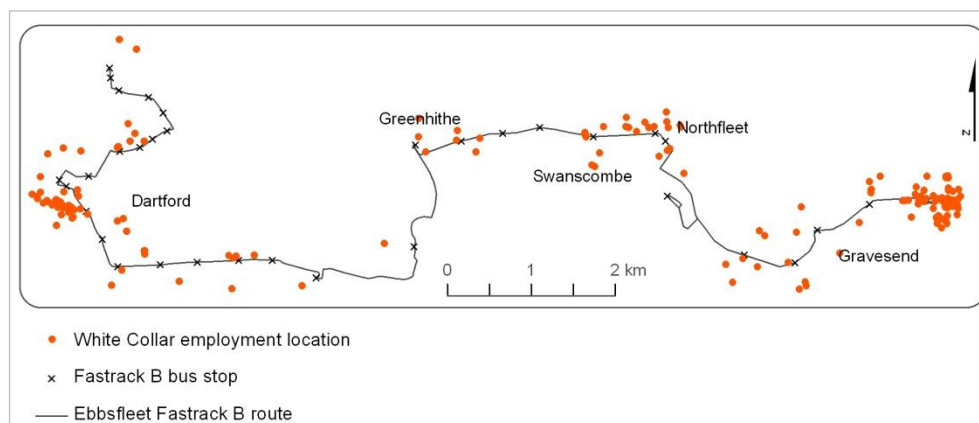 Greenhithe
Northfleet
Swanscombe
Dartford
Gravesend
0 1 2 km
N
White Collar employment location
Fastrack B bus stop
Ebbsfleet Fastrack B route